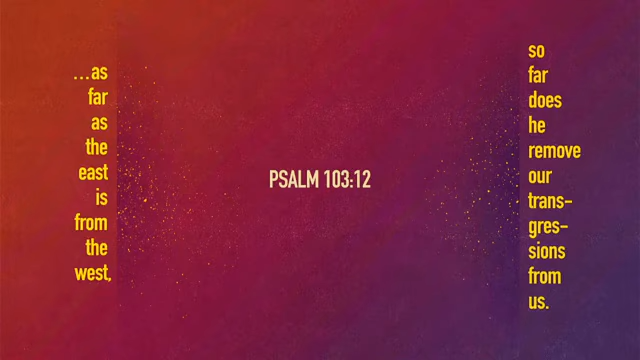 ...as
far
as
the
east
is
from
the
west,
PSALM 103:12
so
far
does
he
remove
our
trans-
gres-
sions
from
us.